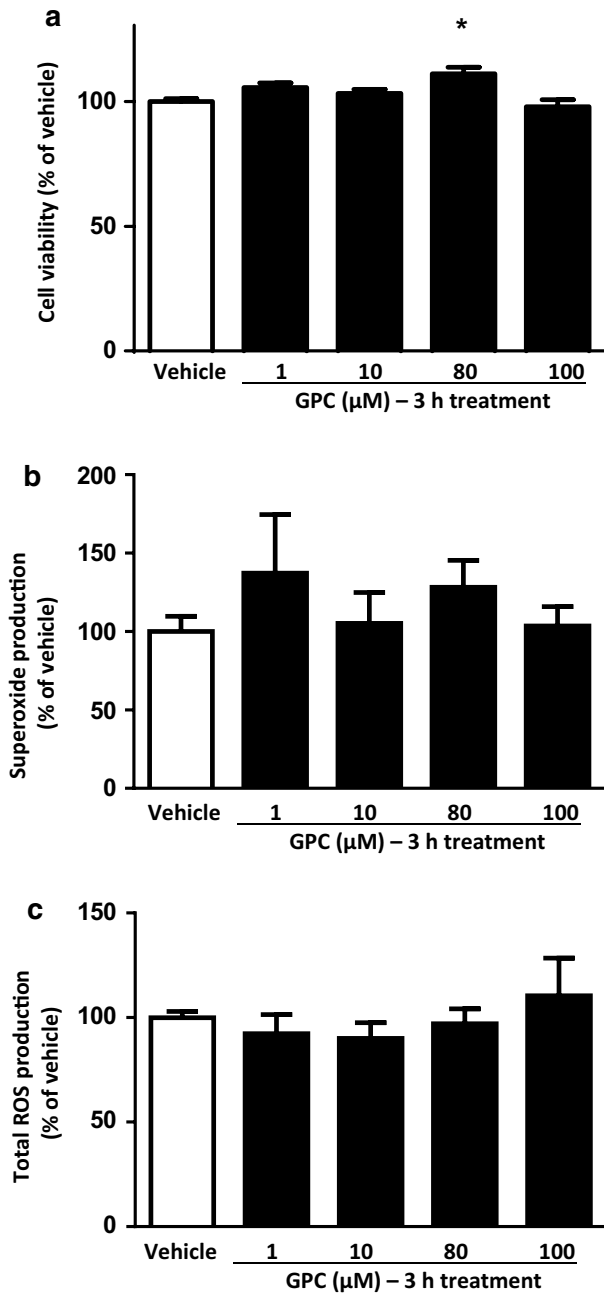 a
*
Cell viability (% of vehicle)
100
50
0
Vehicle 1 10 80 100
GPC (µM) – 3 h treatment
b
Superoxide production
(% of vehicle)
200
150
100
50
0
Vehicle 1 10 80 100
GPC (µM) – 3 h treatment
c
Total ROS production
(% of vehicle)
150
100
50
0
Vehicle 1 10 80 100
GPC (µM) – 3 h treatment